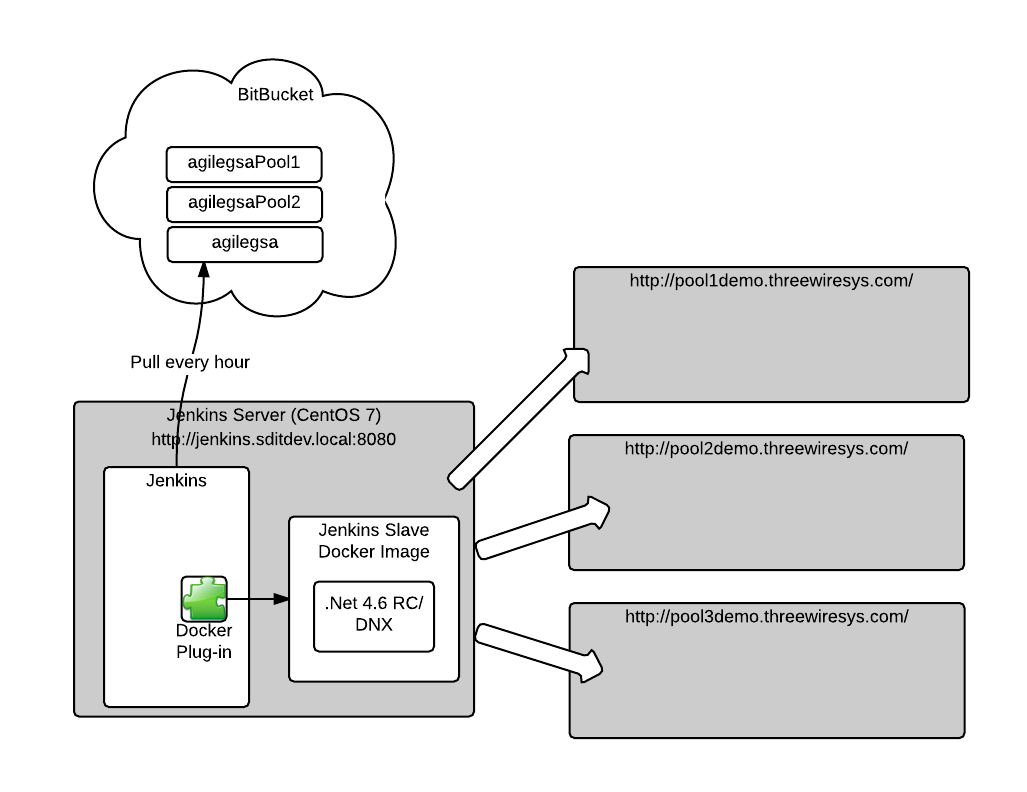 BitBucket
agilegsaPool1
agilegsaPool2
agilegsa
Pull every hour
Jenkins Server (CentOS 7)
http://jenkins.sditdev.local:8080
Jenkins
Docker
Plug-in
Jenkins Slave
Docker Image
.Net 4.6 RC/
DNX
http://pool1demo.threewiresys.com/
http://pool2demo.threewiresys.com/
http://pool3demo.threewiresys.com/